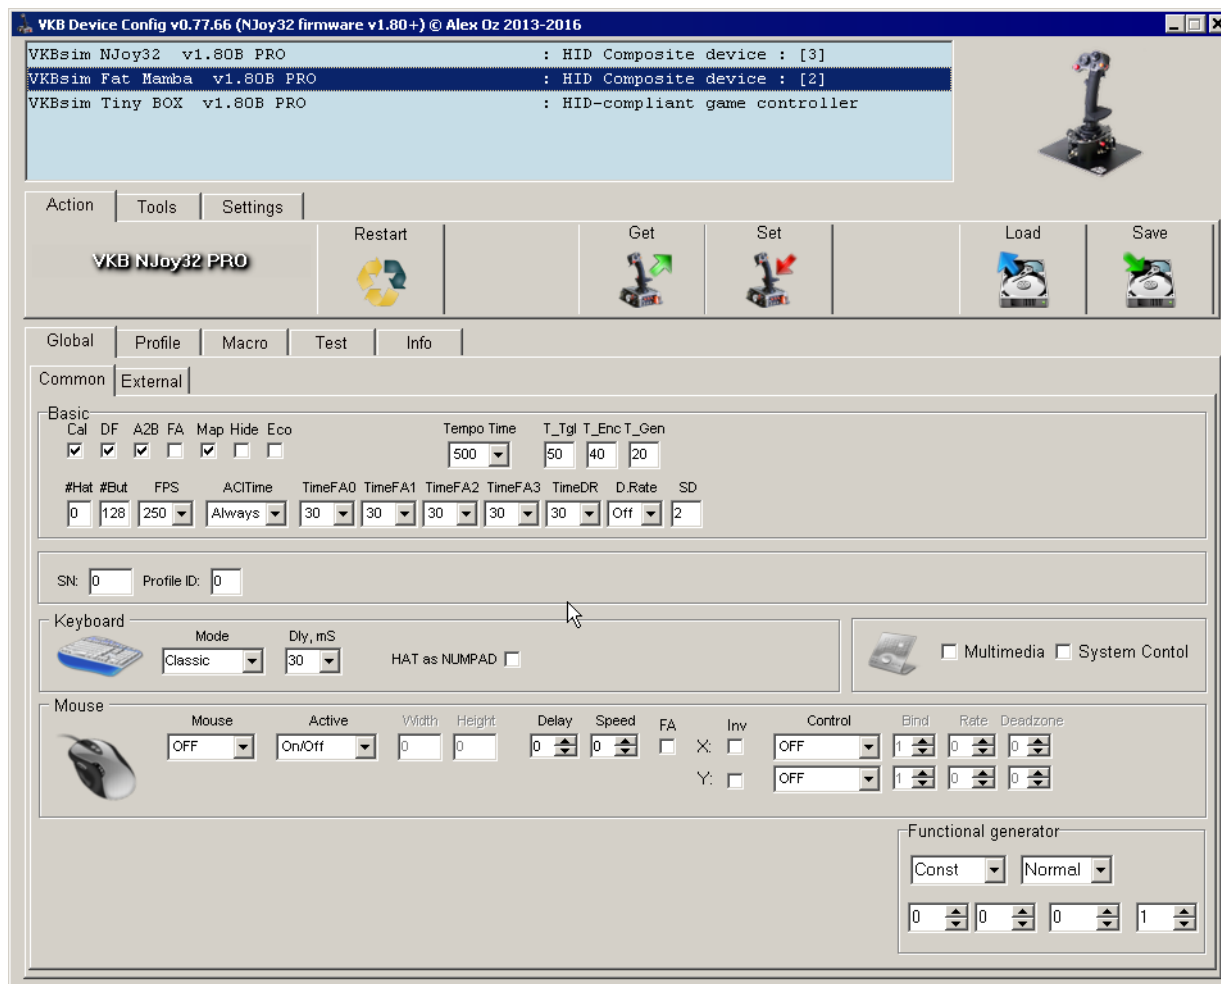 VKB Device Config v0.77.66 (NJoy32 firmware v1.80+) © Alex Oz 2013-2016
VKBsim NJoy32 v1.80B PRO : HID Composite device : [3]
VKBsim Fat Mamba v1.80B PRO : HID Composite device : [2]
VKBsim Tiny BOX v1.80B PRO : HID-compliant game controller
Action Tools Settings
Restart Get Set Load Save
VKB NJoy32 PRO
Global Profile Macro Test Info
Common External
Basic
Cal DF A2B FA Map Hide Eco Tempo Time T_Tgl T_Enc T_Gen
500 50 40 20
#Hat #But FPS ACITime TimeFA0 TimeFA1 TimeFA2 TimeFA3 TimeDR D.Rate SD
0 128 250 Always 30 30 30 30 30 Off 2
SN: 0 Profile ID: 0
Keyboard
Mode Dly, mS
Classic 30 HAT as NUMPAD
Multimedia System Contol
Mouse
Mouse Active Width Height Delay Speed FA Inv Control Bind Rate Deadzone
OFF On/Off 0 0 0 0 X: OFF 1 0 0
Y: OFF 1 0 0
Functional generator
Const Normal
0 0 0 1